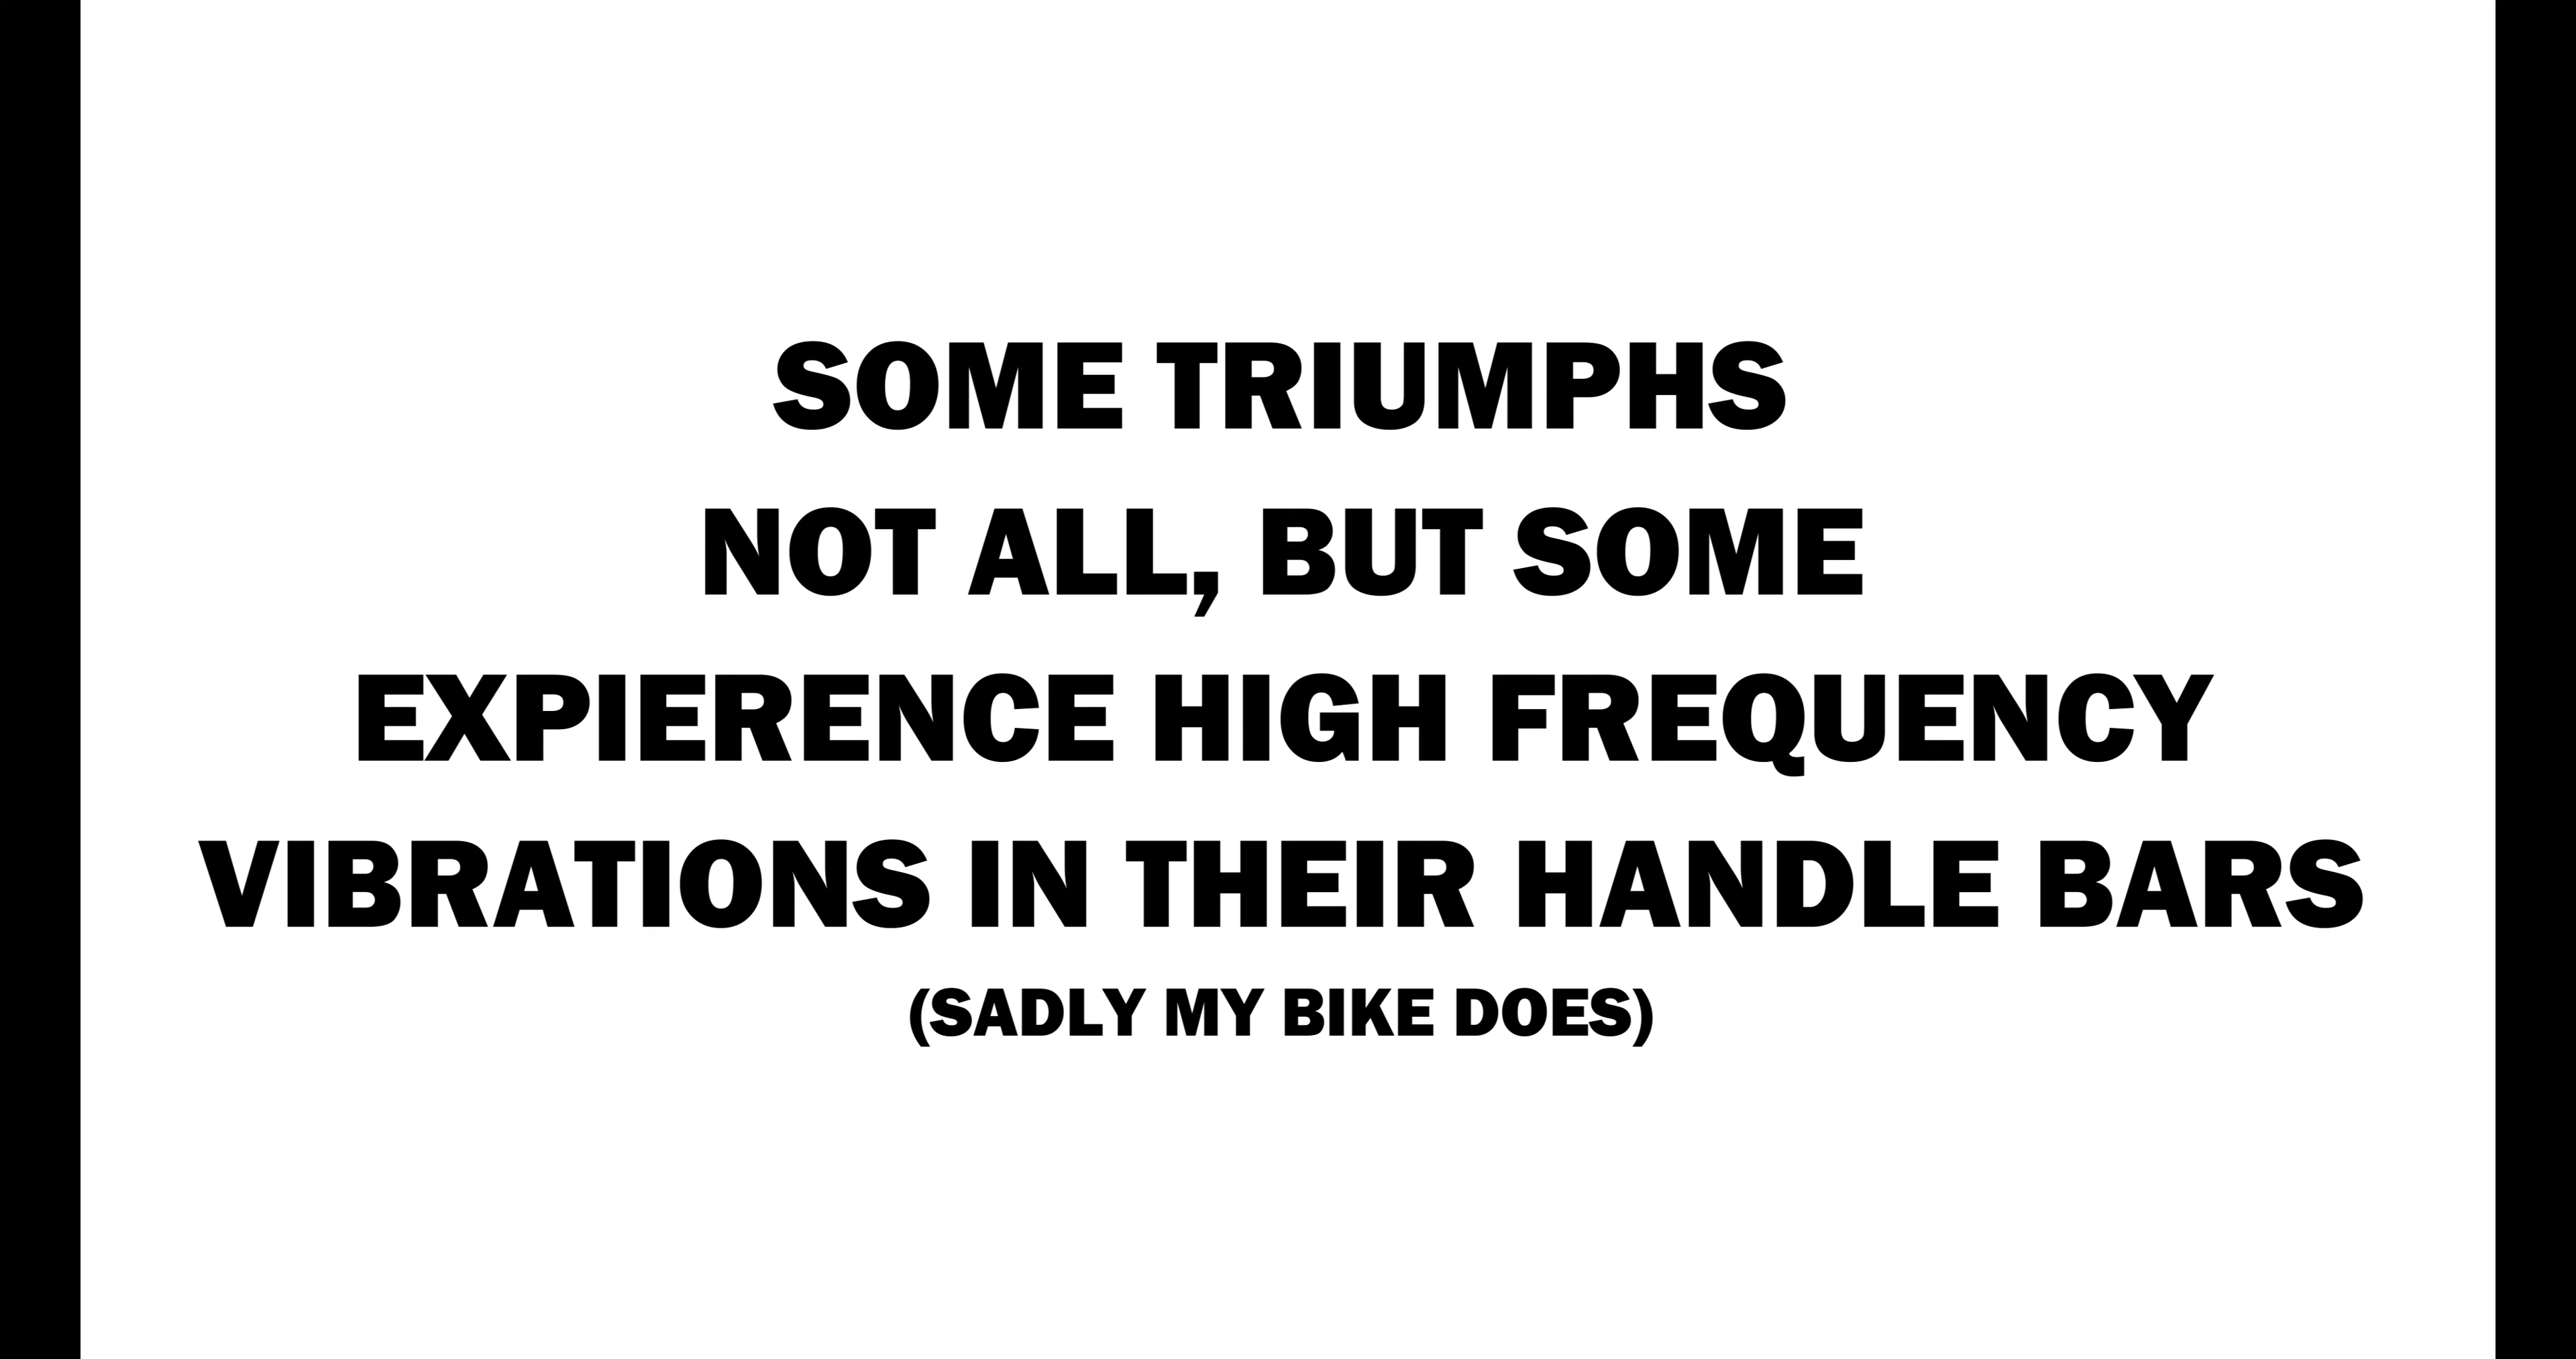 SOME TRIUMPHS
NOT ALL, BUT SOME
EXPIERENCE HIGH FREQUENCY
VIBRATIONS IN THEIR HANDLE BARS
(SADLY MY BIKE DOES)